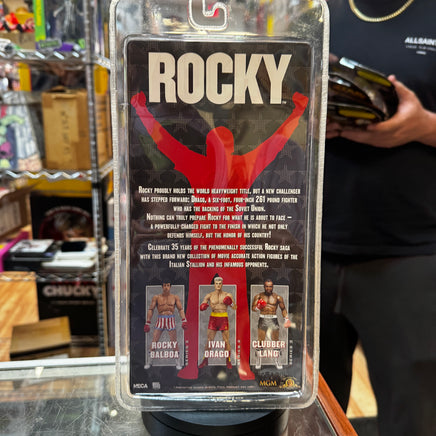 ROCKY™
ALLSAINTS
ROCKY PROUDLY HOLDS THE WORLD HEAVYWEIGHT TITLE, BUT A NEW CHALLENGER
HAS STEPPED FORWARD: DRAGO, A SIX-FOOT, FOUR-INCH 261 POUND FIGHTER
WHO HAS THE BACKING OF THE SOVIET UNION.
NOTHING CAN TRULY PREPARE ROCKY FOR WHAT HE IS ABOUT TO FACE –
A POWERFULLY CHARGED FIGHT TO THE FINISH IN WHICH HE MUST NOT ONLY
DEFENDS HIMSELF, BUT THE HONOR OF HIS COUNTRY!
CELEBRATE 35 YEARS OF THE PHENOMENALLY SUCCESSFUL ROCKY SAGA
WITH THIS BRAND NEW COLLECTION OF MOVIE ACCURATE ACTION FIGURES OF THE
ITALIAN STALLION AND HIS INFAMOUS OPPONENTS.
CHUCKY
ROCKY
BALBOA
IVAN
DRAGO
CLUBBER
LANG
NECA
MGM